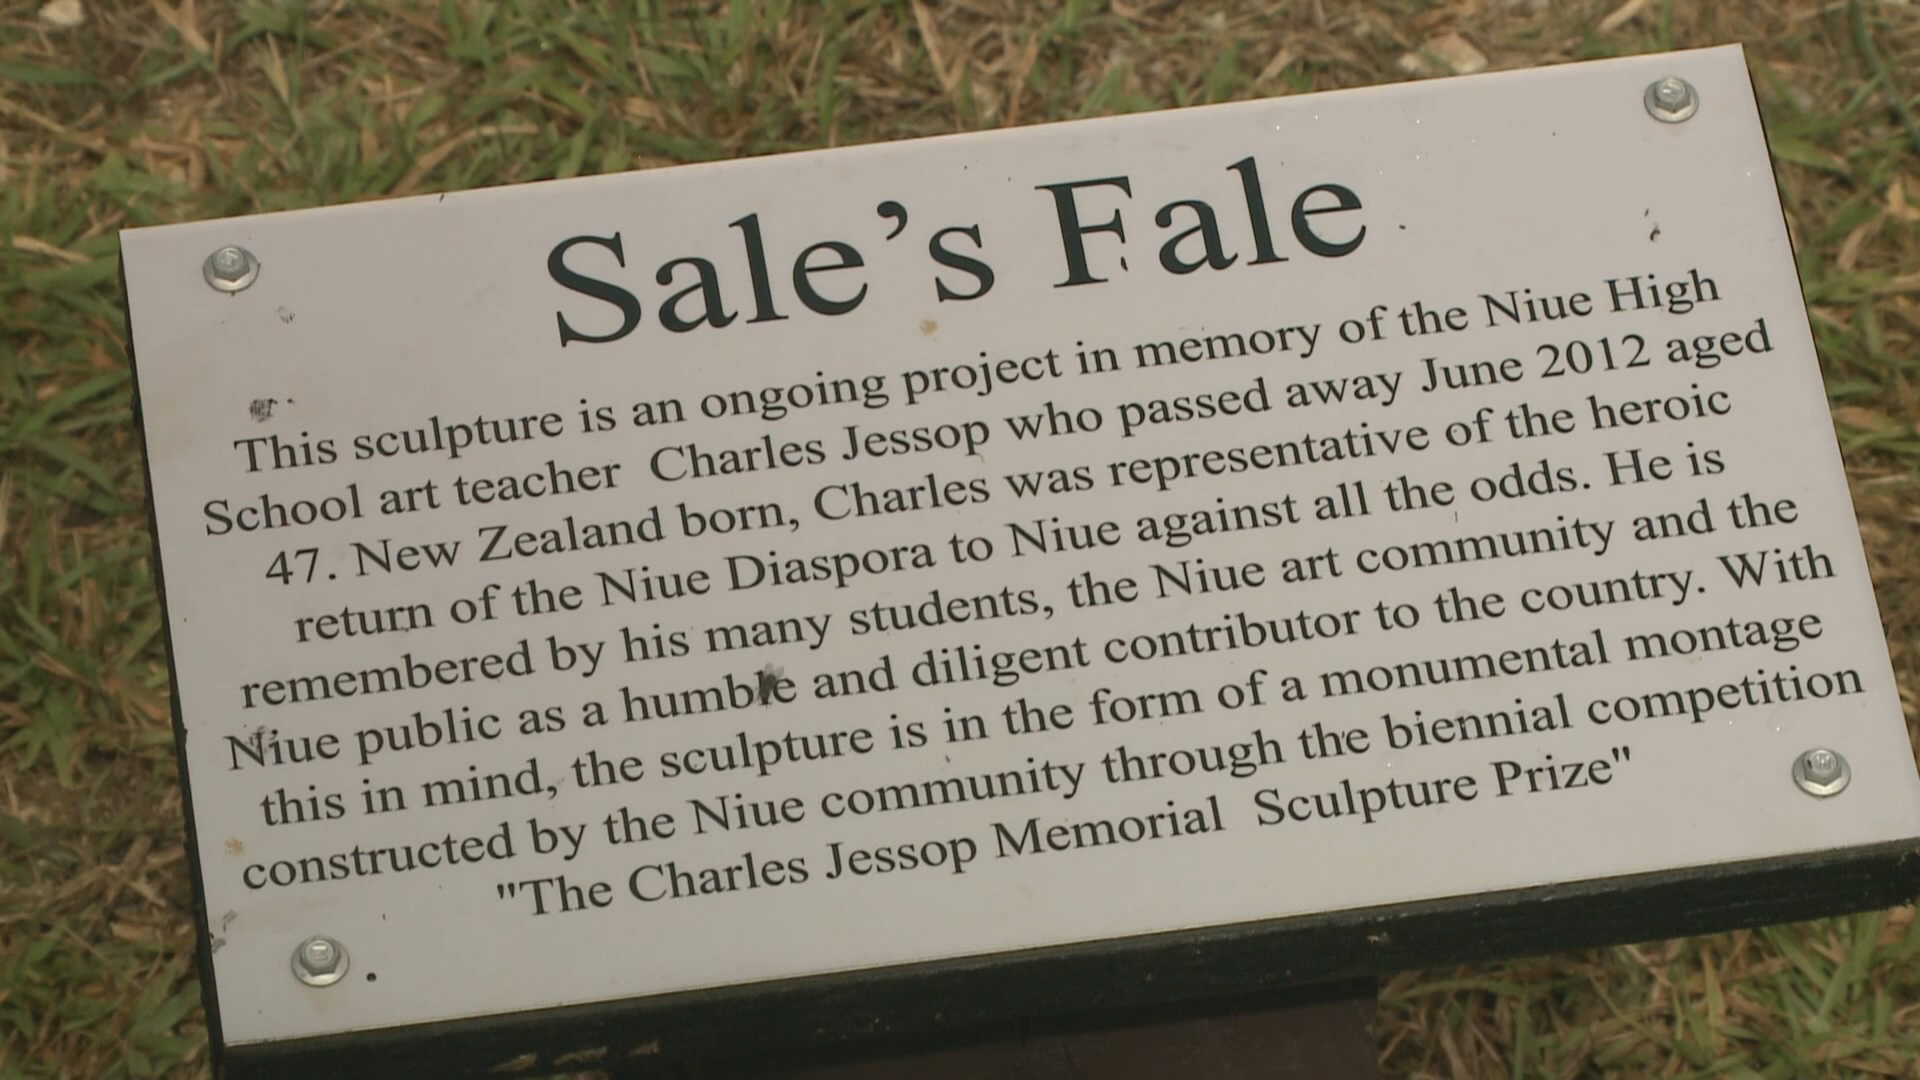 Sale's Fale
This sculpture is an ongoing project in memory of the Niue High
School art teacher Charles Jessop who passed away June 2012 aged
47. New Zealand born, Charles was representative of the heroic
return of the Niue Diaspora to Niue against all the odds. He is
remembered by his many students, the Niue art community and the
Niue public as a humble and diligent contributor to the country. With
this in mind, the sculpture is in the form of a monumental montage
constructed by the Niue community through the biennial competition
"The Charles Jessop Memorial Sculpture Prize"